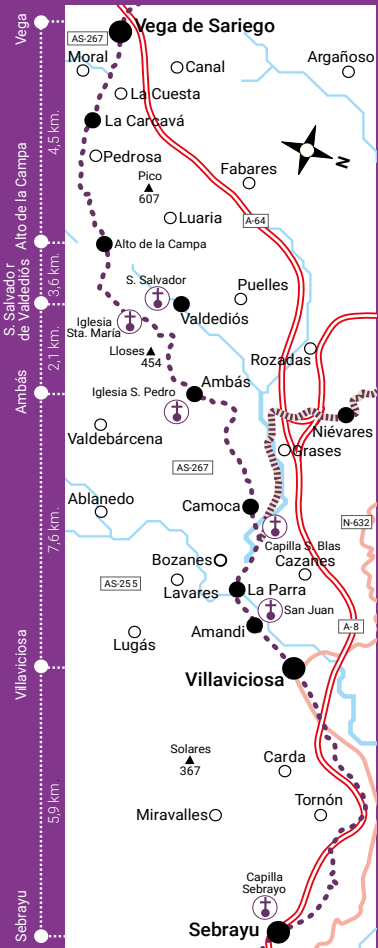 Vega
4,5 km.
Alto de la Campa
3,6 km.
S. Salvador
de Valdediós
2,1 km.
Ambás
7,6 km.
Villaviciosa
5,9 km.
Sebrayu
Vega de Sariego
AS-267
Moral
Canal
Argañoso
La Cuesta
La Carcavá
Pedrosa
Pico
607
Fabares
N
Luaria
A-64
Alto de la Campa
S. Salvador
Puelles
Valdediós
Iglesia
Sta. María
Lloses
454
Rozadas
Ambás
Iglesia S. Pedro
Niévares
Valdebárcena
Grases
AS-267
Ablanedo
Camoca
N-632
Capilla S. Blas
Bozanes
Cazanes
AS-255
Lavares
La Parra
San Juan
Amandi
A-8
Lugás
Villaviciosa
Solares
367
Carda
Miravalles
Tornón
Capilla
Sebrayo
Sebrayu